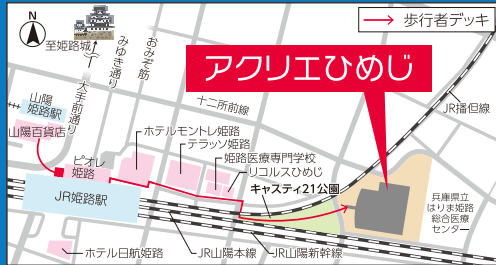 歩行者デッキ
N
至姫路城
大手前通り
みゆき通り
おみぞ筋
十二所前線
アクリエひめじ
JR播但線
山陽
姫路駅
山陽百貨店
ピオレ
姫路
JR姫路駅
ホテルモントレ姫路
テラッソ姫路
姫路医療専門学校
リコルスひめじ
キャスティ21公園
兵庫県立
はりま姫路
総合医療
センター
ホテル日航姫路
JR山陽本線
JR山陽新幹線